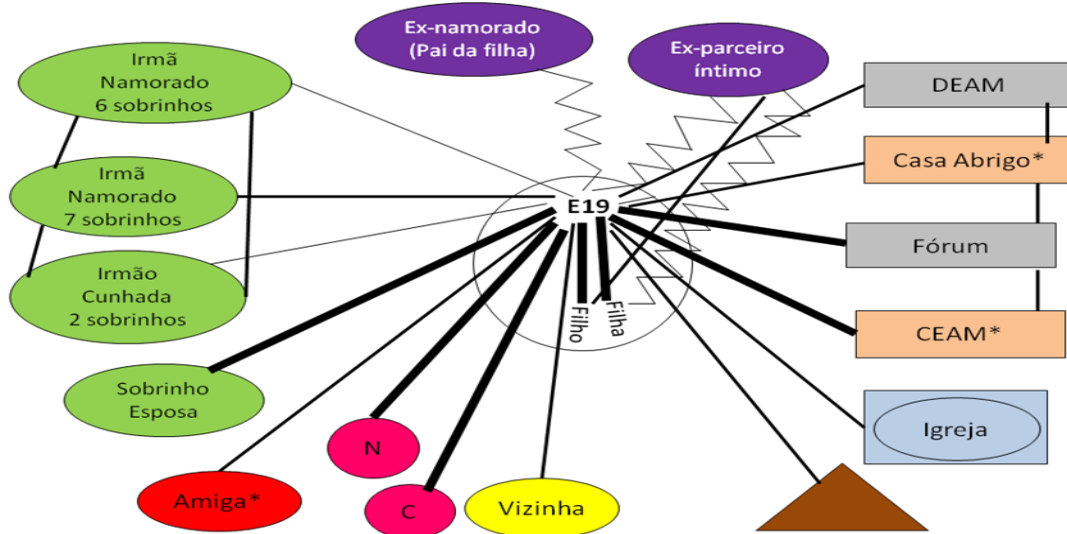 Ex-namorado
(Pai da filha)
Ex-parceiro
íntimo
Irmã
Namorado
6 sobrinhos
DEAM
Casa Abrigo*
Irmã
Namorado
7 sobrinhos
E19
Fórum
Irmão
Cunhada
2 sobrinhos
Filho
Filha
CEAM*
Sobrinho
Esposa
Igreja
N
Amiga*
C
Vizinha